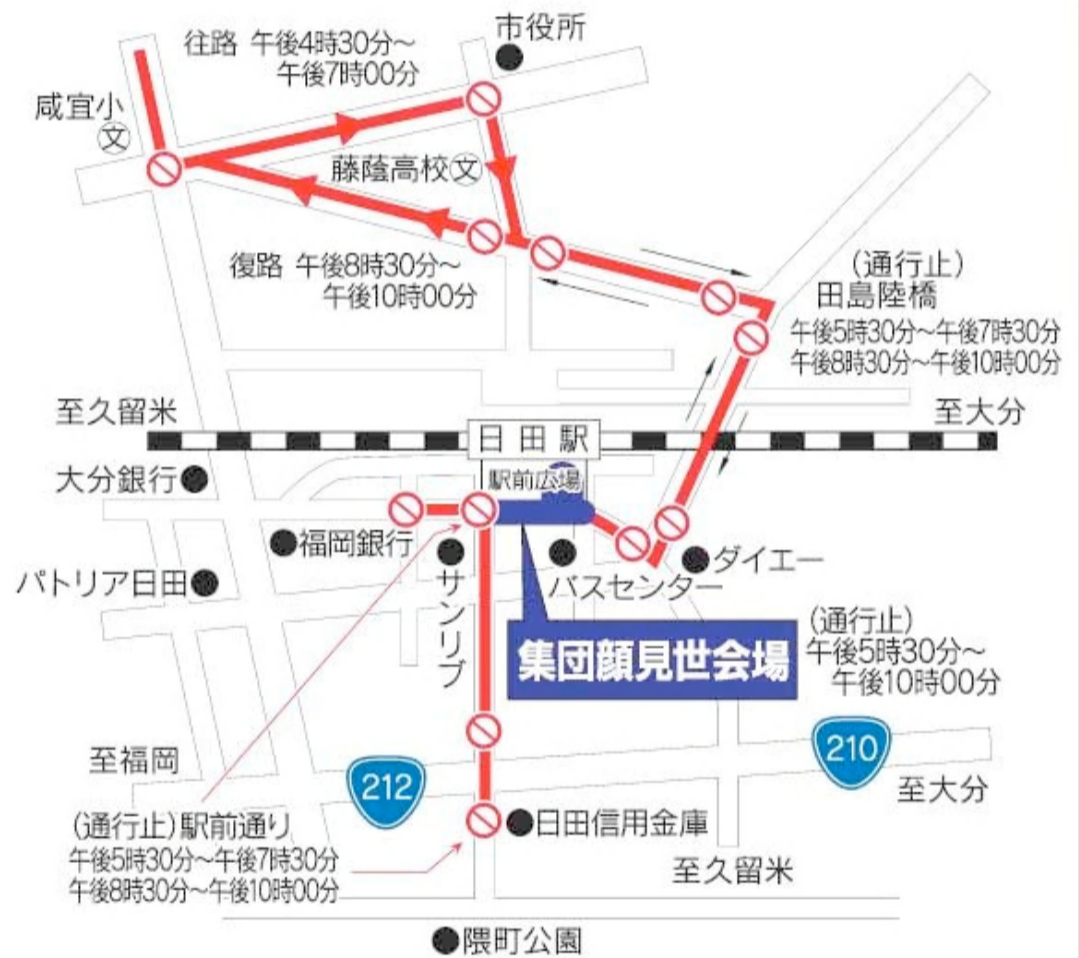 市役所
往路 午後4時30分～
午後7時00分
咸宜小
文
藤蔭高校文
復路 午後8時30分～
午後10時00分
(通行止)
田島陸橋
午後5時30分～午後7時30分
午後8時30分～午後10時00分
至久留米
至大分
日田駅
駅前広場
大分銀行
福岡銀行
パトリア日田
サンリブ
バスセンター
ダイエー
集団顔見世会場
(通行止)
午後5時30分～
午後10時00分
至福岡
212
210
至大分
(通行止)駅前通り
午後5時30分～午後7時30分
午後8時30分～午後10時00分
日田信用金庫
至久留米
隈町公園